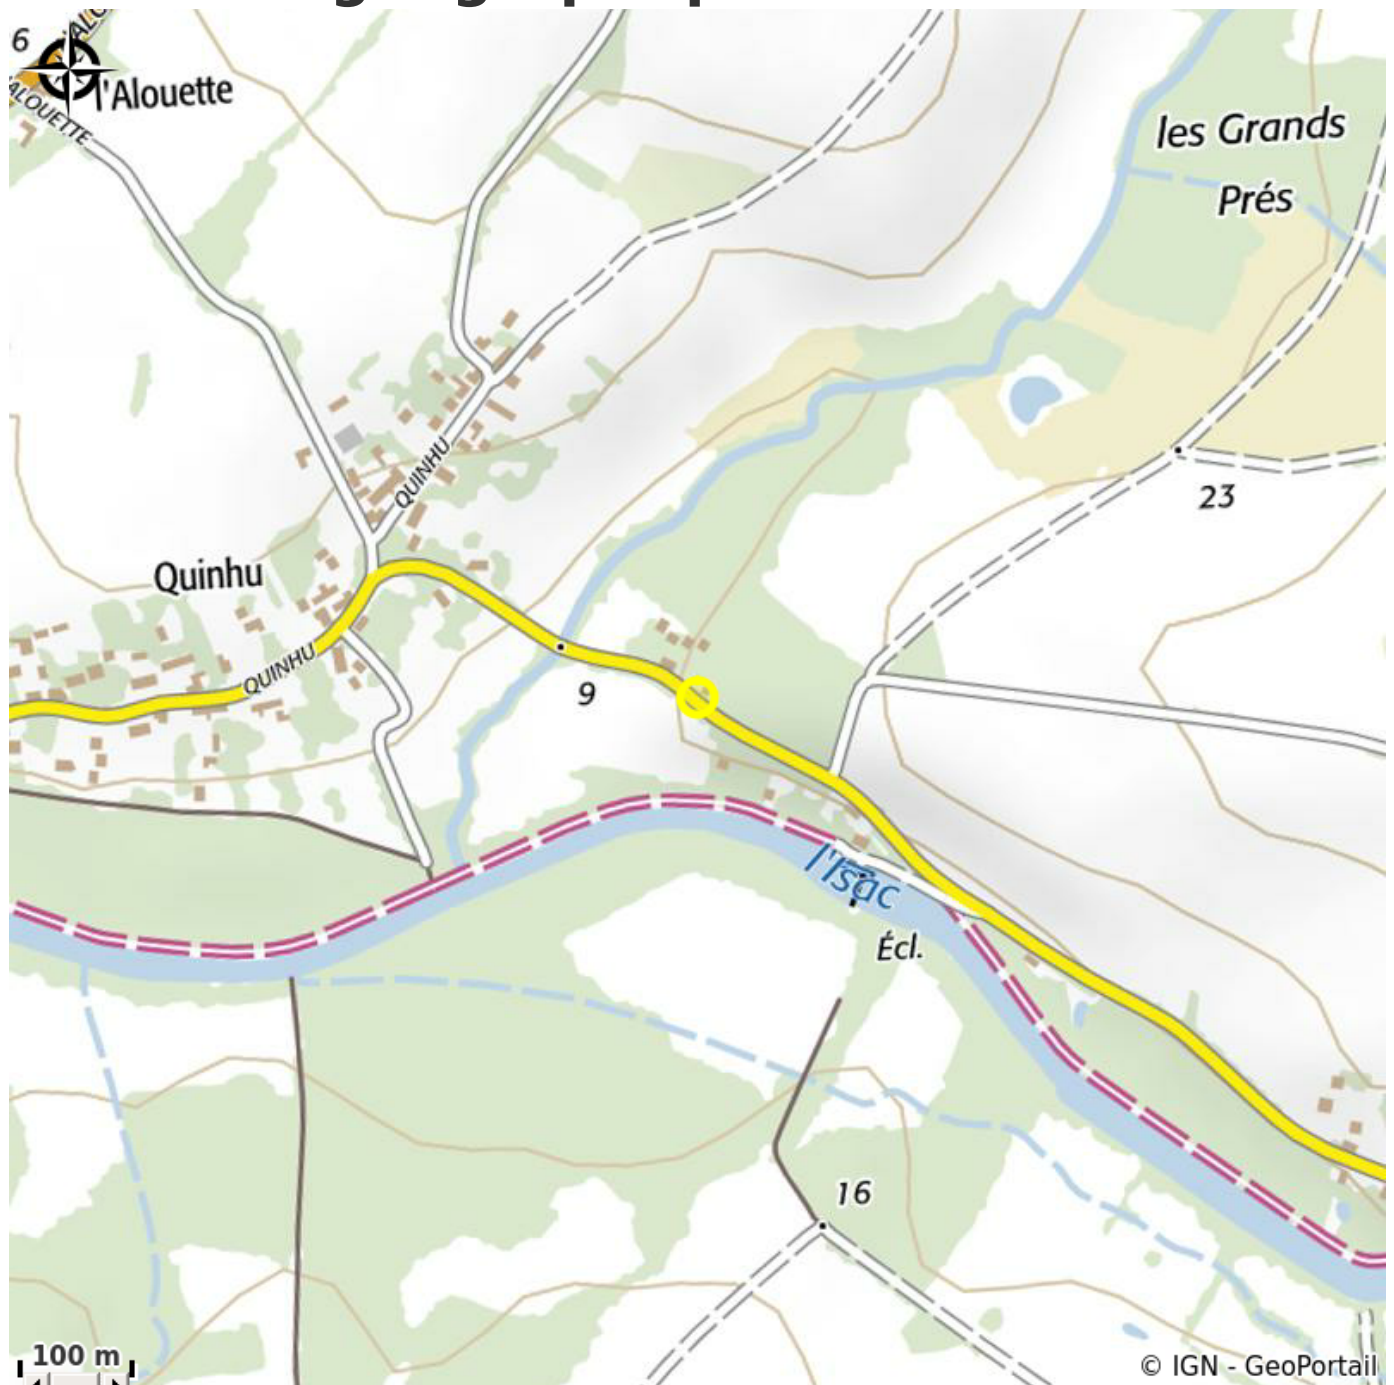 6
l'Alouette
ALOUETTE
les Grands
Prés
QUINHU
23
Quinhu
QUINHU
9
l'Isac
Écl.
16
100 m
© IGN - GeoPortail